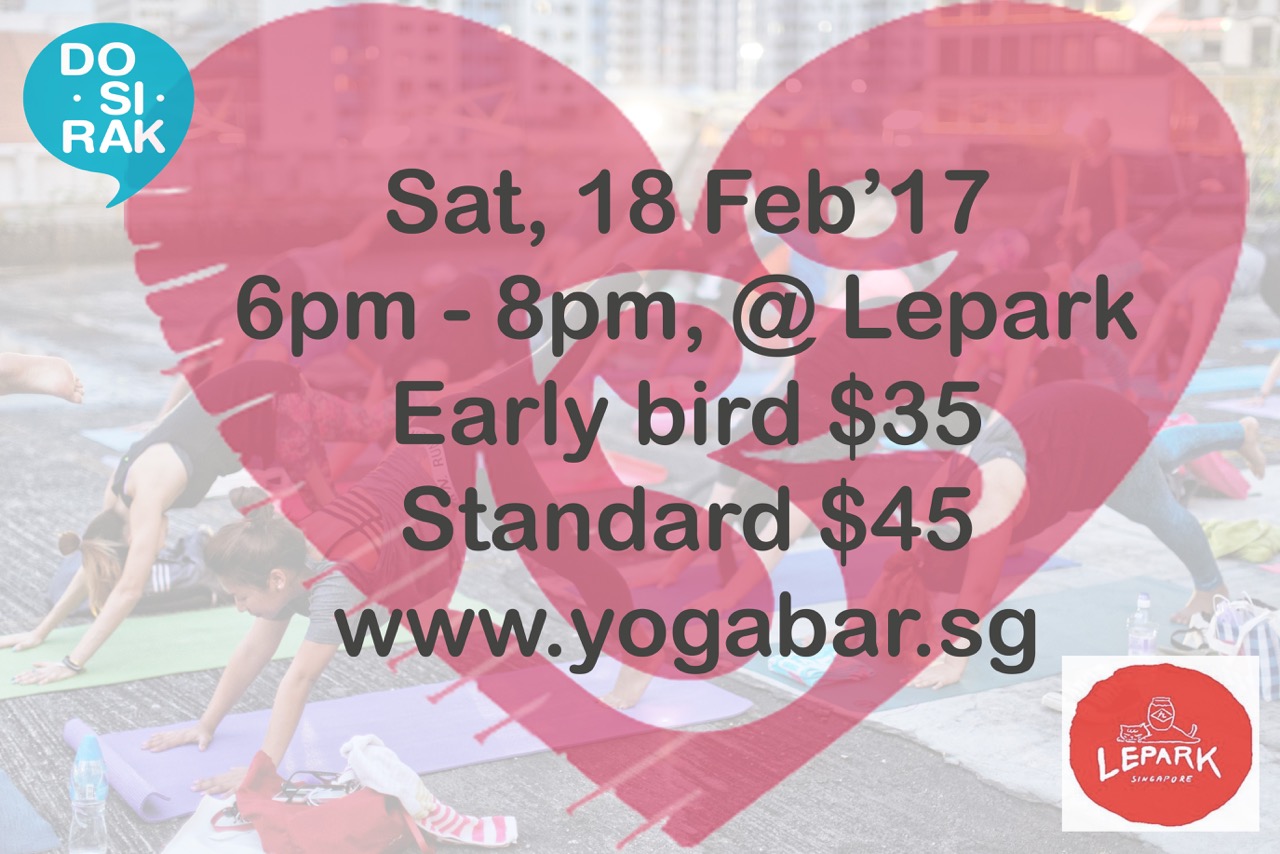 DO
· SI ·
RAK
Sat, 18 Feb’17
6pm - 8pm, @ Lepark
Early bird $35
Standard $45
www.yogabar.sg
LEPARK
SINGAPORE